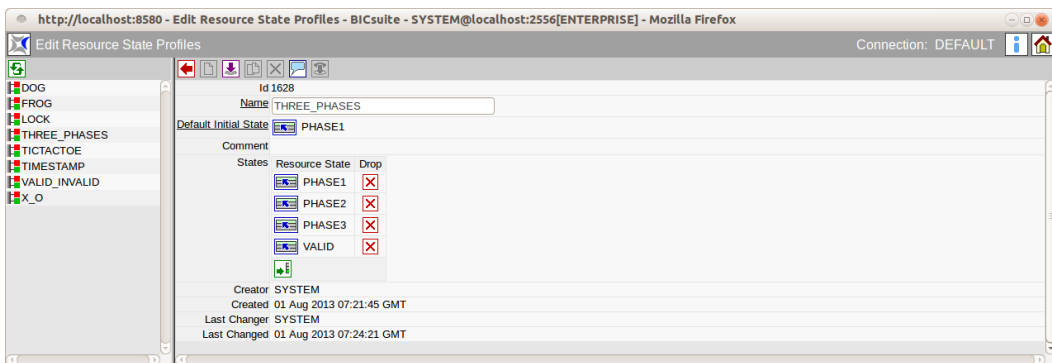 http://localhost:8580 - Edit Resource State Profiles - BICsuite - SYSTEM@localhost:2556[ENTERPRISE] - Mozilla Firefox
Edit Resource State Profiles
Connection: DEFAULT
DOG
FROG
LOCK
THREE_PHASES
TICTACTOE
TIMESTAMP
VALID_INVALID
X_O
Id 1628
Name THREE_PHASES
Default Initial State PHASE1
Comment
States Resource State Drop
PHASE1
PHASE2
PHASE3
VALID
Creator SYSTEM
Created 01 Aug 2013 07:21:45 GMT
Last Changer SYSTEM
Last Changed 01 Aug 2013 07:24:21 GMT